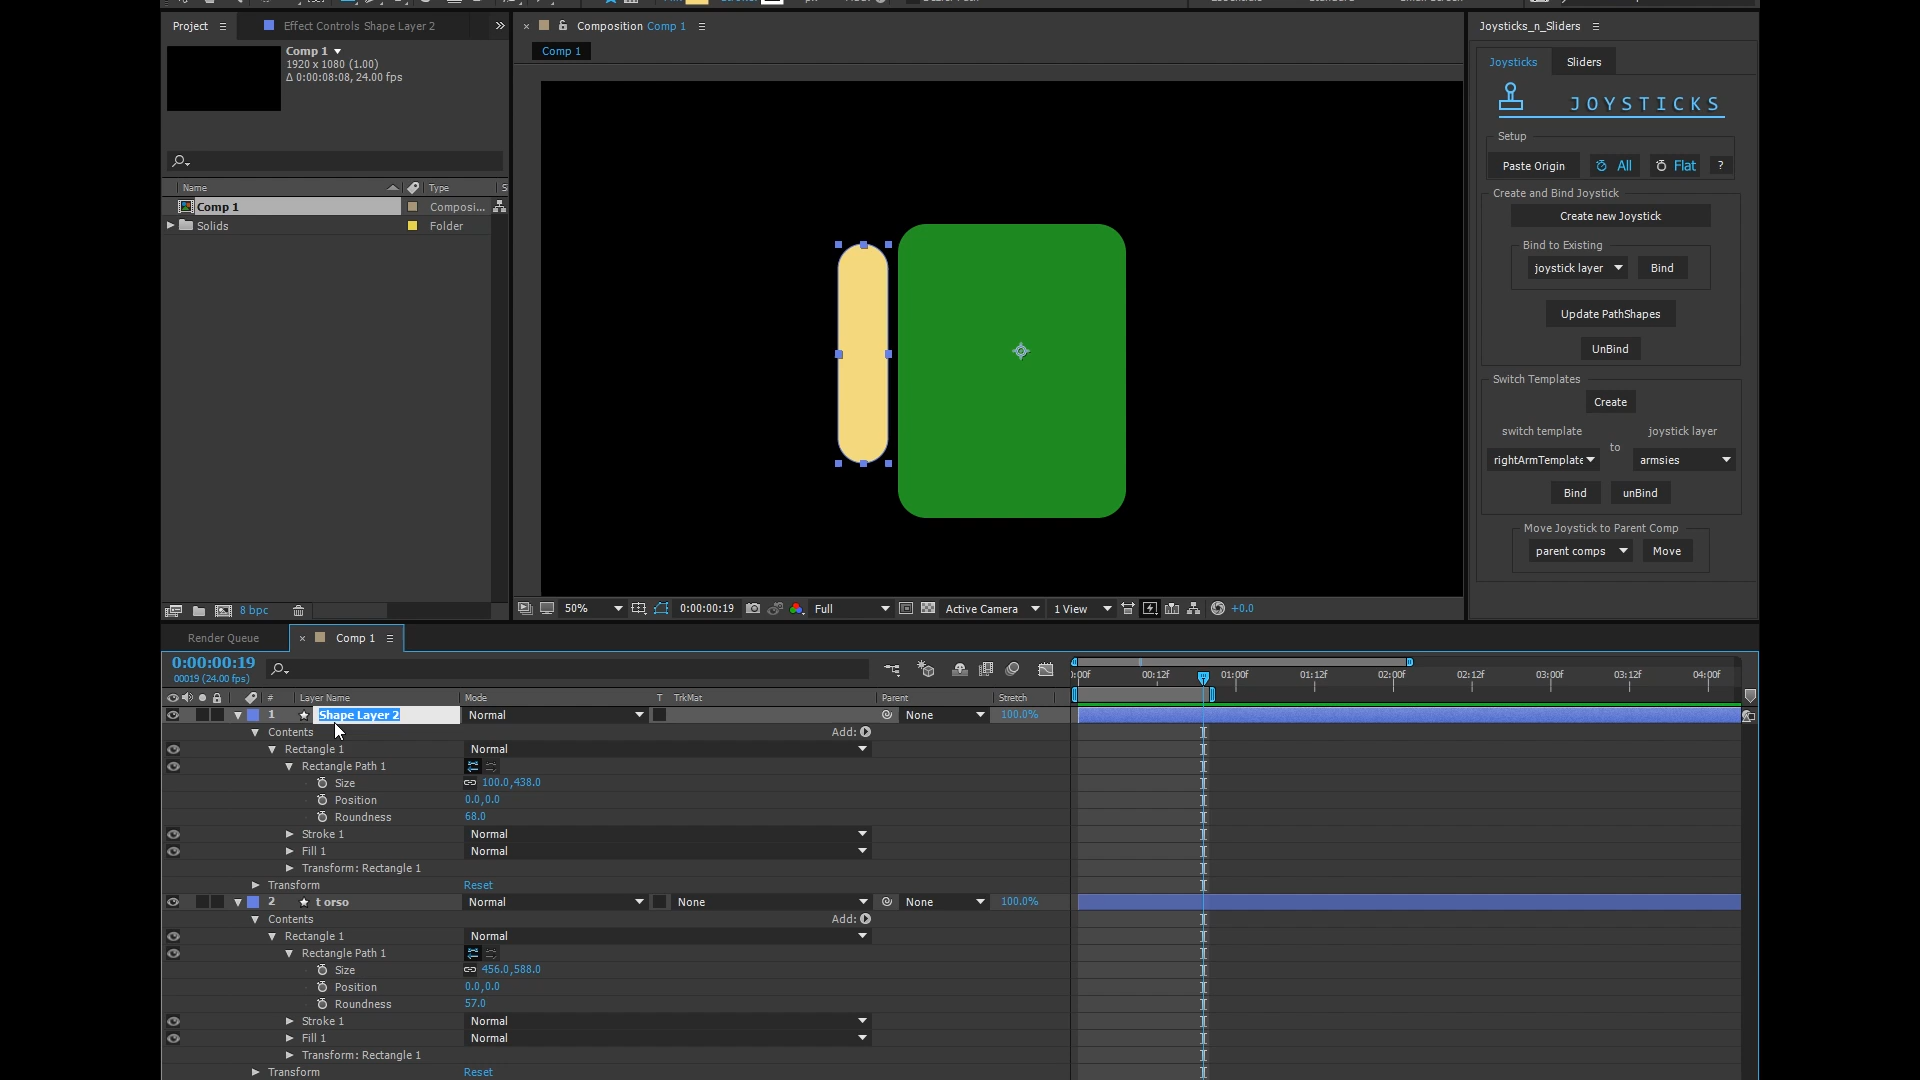 Project
Effect Controls Shape Layer 2
Composition Comp 1
Joysticks_n_Sliders
Comp 1
1920 x 1080 (1.00)
Δ 0:00:08:08, 24.00 fps
Comp 1
Joysticks
Sliders
JOYSTICKS
Setup
Paste Origin
All
Flat
?
Name
Type
S
Comp 1
Composi...
Solids
Folder
Create and Bind Joystick
Create new Joystick
Bind to Existing
joystick layer
Bind
Update PathShapes
UnBind
Switch Templates
Create
switch template
joystick layer
to
rightArmTemplate
armsies
Bind
unBind
Move Joystick to Parent Comp
parent comps
Move
8 bpc
50%
0:00:00:19
Full
Active Camera
1 View
+0.0
Render Queue
Comp 1
0:00:00:19
00019 (24.00 fps)
:00f
00:12f
01:00f
01:12f
02:00f
02:12f
03:00f
03:12f
04:00f
#
Layer Name
Mode
T
TrkMat
Parent
Stretch
1
Shape Layer 2
Normal
None
100.0%
Contents
Add:
Rectangle 1
Normal
Rectangle Path 1
Size
100.0,438.0
Position
0.0,0.0
Roundness
68.0
Stroke 1
Normal
Fill 1
Normal
Transform: Rectangle 1
Transform
Reset
2
t orso
Normal
None
None
100.0%
Contents
Add:
Rectangle 1
Normal
Rectangle Path 1
Size
456.0,588.0
Position
0.0,0.0
Roundness
57.0
Stroke 1
Normal
Fill 1
Normal
Transform: Rectangle 1
Transform
Reset